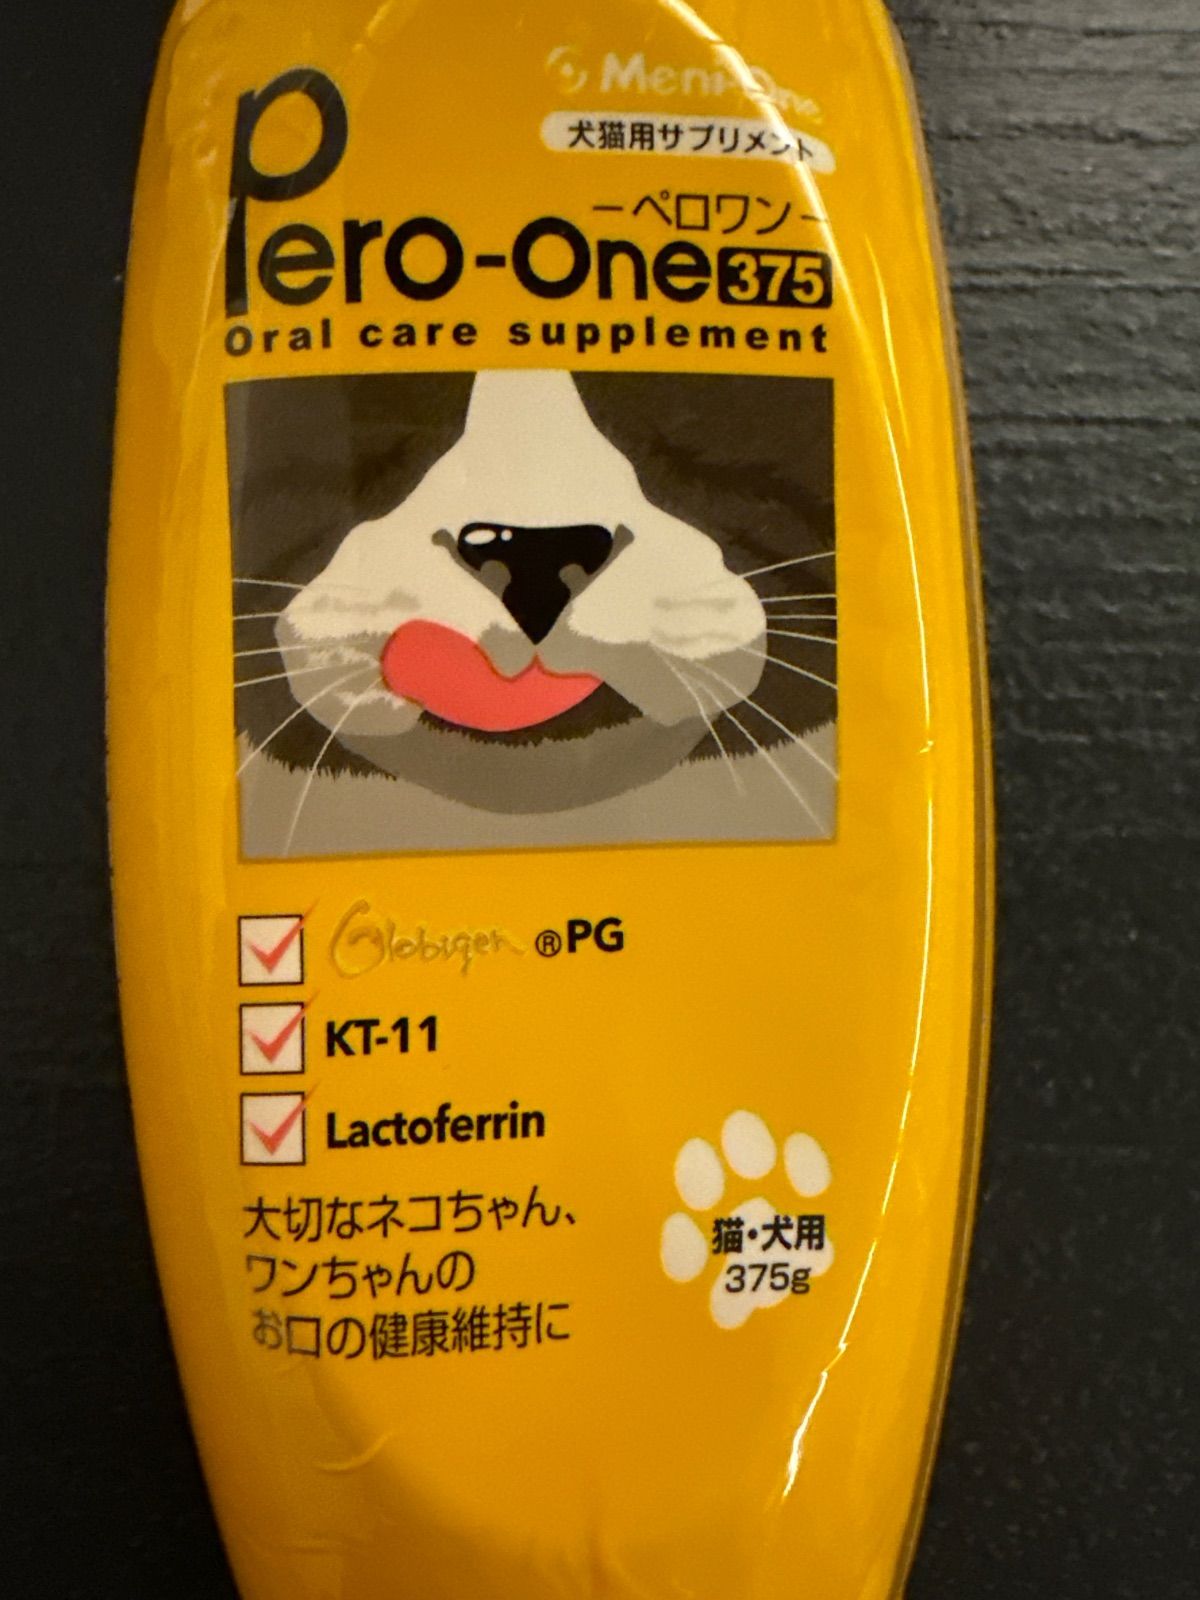 Meni-One
犬猫用サプリメント
ーペロワンー
Pero-One 375
Oral care supplement
Globigen ®PG
KT-11
Lactoferrin
大切なネコちゃん、
ワンちゃんの
お口の健康維持に
猫・犬用
375g